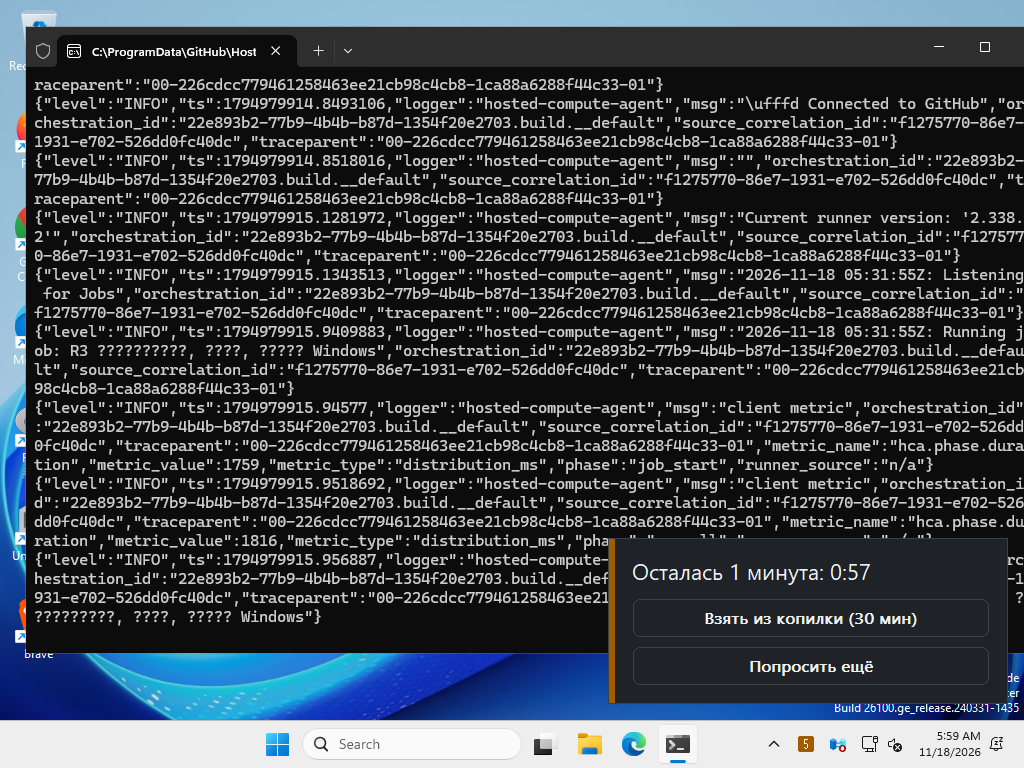 C:\ProgramData\GitHub\Host
raceparent":"00-226cdcc779461258463ee21cb98c4cb8-1ca88a6288f44c33-01"}
{"level":"INFO","ts":1794979914.8493106,"logger":"hosted-compute-agent","msg":"\ufffd Connected to GitHub","or
chestration_id":"22e893b2-77b9-4b4b-b87d-1354f20e2703.build.__default","source_correlation_id":"f1275770-86e7-
1931-e702-526dd0fc40dc","traceparent":"00-226cdcc779461258463ee21cb98c4cb8-1ca88a6288f44c33-01"}
{"level":"INFO","ts":1794979914.8518016,"logger":"hosted-compute-agent","msg":"","orchestration_id":"22e893b2-
77b9-4b4b-b87d-1354f20e2703.build.__default","source_correlation_id":"f1275770-86e7-1931-e702-526dd0fc40dc","t
raceparent":"00-226cdcc779461258463ee21cb98c4cb8-1ca88a6288f44c33-01"}
{"level":"INFO","ts":1794979915.1281972,"logger":"hosted-compute-agent","msg":"Current runner version: '2.338.
2'","orchestration_id":"22e893b2-77b9-4b4b-b87d-1354f20e2703.build.__default","source_correlation_id":"f127577
0-86e7-1931-e702-526dd0fc40dc","traceparent":"00-226cdcc779461258463ee21cb98c4cb8-1ca88a6288f44c33-01"}
{"level":"INFO","ts":1794979915.1343513,"logger":"hosted-compute-agent","msg":"2026-11-18 05:31:55Z: Listening
for Jobs","orchestration_id":"22e893b2-77b9-4b4b-b87d-1354f20e2703.build.__default","source_correlation_id":"
f1275770-86e7-1931-e702-526dd0fc40dc","traceparent":"00-226cdcc779461258463ee21cb98c4cb8-1ca88a6288f44c33-01"}
{"level":"INFO","ts":1794979915.9409883,"logger":"hosted-compute-agent","msg":"2026-11-18 05:31:55Z: Running j
ob: R3 ??????????, ????, ????? Windows","orchestration_id":"22e893b2-77b9-4b4b-b87d-1354f20e2703.build.__defau
lt","source_correlation_id":"f1275770-86e7-1931-e702-526dd0fc40dc","traceparent":"00-226cdcc779461258463ee21cb
98c4cb8-1ca88a6288f44c33-01"}
{"level":"INFO","ts":1794979915.94577,"logger":"hosted-compute-agent","msg":"client metric","orchestration_id"
:"22e893b2-77b9-4b4b-b87d-1354f20e2703.build.__default","source_correlation_id":"f1275770-86e7-1931-e702-526dd
0fc40dc","traceparent":"00-226cdcc779461258463ee21cb98c4cb8-1ca88a6288f44c33-01","metric_name":"hca.phase.dura
tion","metric_value":1759,"metric_type":"distribution_ms","phase":"job_start","runner_source":"n/a"}
{"level":"INFO","ts":1794979915.9518692,"logger":"hosted-compute-agent","msg":"client metric","orchestration_i
d":"22e893b2-77b9-4b4b-b87d-1354f20e2703.build.__default","source_correlation_id":"f1275770-86e7-1931-e702-526
dd0fc40dc","traceparent":"00-226cdcc779461258463ee21cb98c4cb8-1ca88a6288f44c33-01","metric_name":"hca.phase.du
ration","metric_value":1816,"metric_type":"distribution_ms","phase"
{"level":"INFO","ts":1794979915.956887,"logger":"hosted-compute-
hestration_id":"22e893b2-77b9-4b4b-b87d-1354f20e2703.build.__def
931-e702-526dd0fc40dc","traceparent":"00-226cdcc779461258463ee21
?????????, ????, ????? Windows"}
Осталась 1 минута: 0:57
Взять из копилки (30 мин)
Попросить ещё
Brave
Build 26100.ge_release.240331-1435
Search
5
5:59 AM
11/18/2026